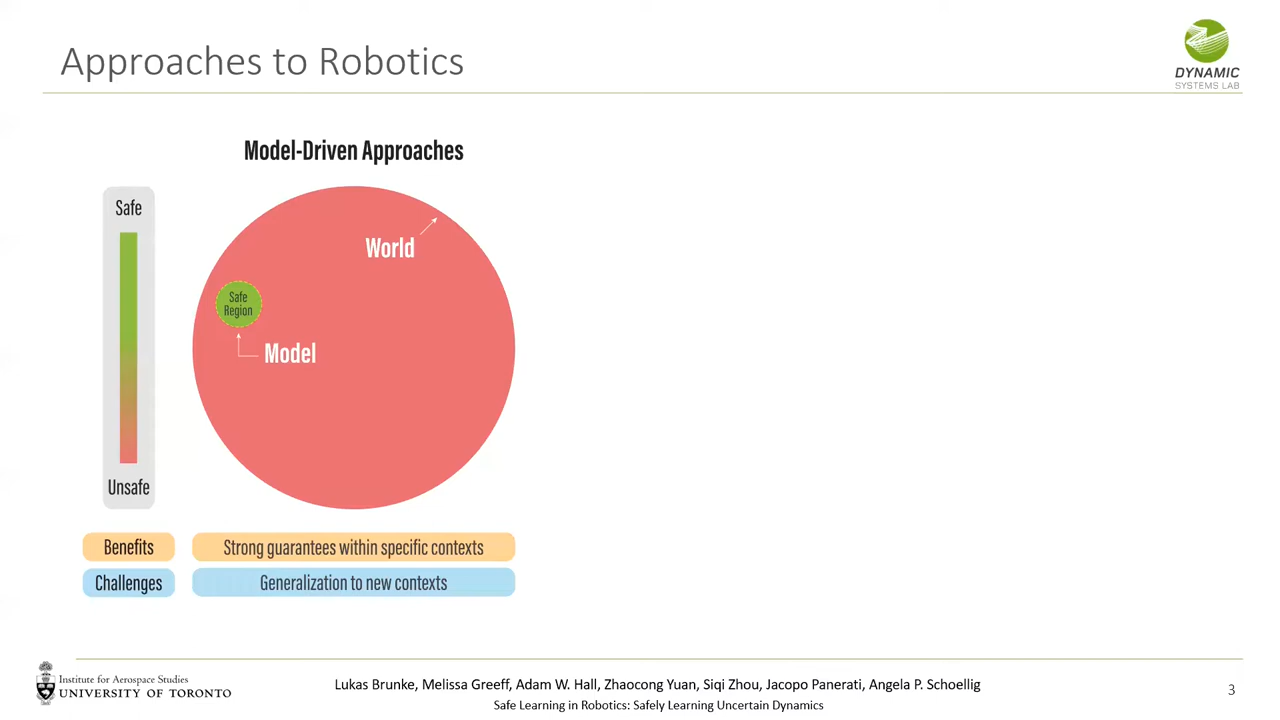 Approaches to Robotics
DYNAMIC
SYSTEMS LAB
Model-Driven Approaches
Safe
World
Safe
Region
Model
Unsafe
Benefits
Strong guarantees within specific contexts
Challenges
Generalization to new contexts
Institute for Aerospace Studies
UNIVERSITY OF TORONTO
Lukas Brunke, Melissa Greeff, Adam W. Hall, Zhaocong Yuan, Siqi Zhou, Jacopo Panerati, Angela P. Schoellig
Safe Learning in Robotics: Safely Learning Uncertain Dynamics
3